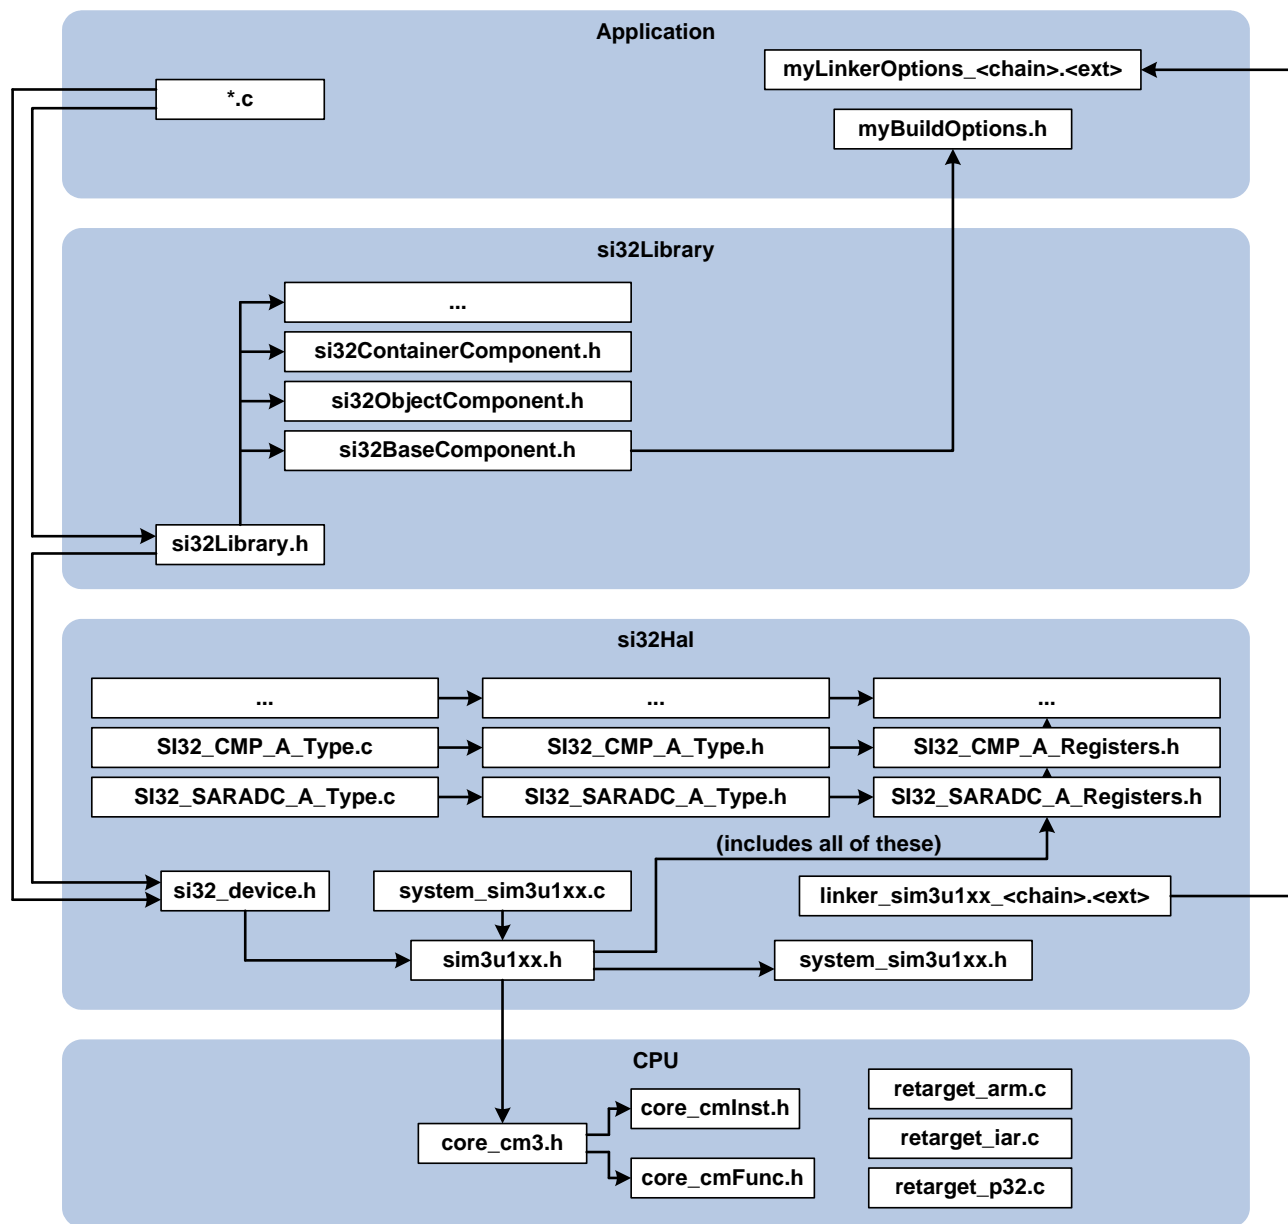 Application
myLinkerOptions_<chain>.<ext>
*.c
myBuildOptions.h
si32Library
...
si32ContainerComponent.h
si32ObjectComponent.h
si32BaseComponent.h
si32Library.h
si32Hal
... ... ...
SI32_CMP_A_Type.c SI32_CMP_A_Type.h SI32_CMP_A_Registers.h
SI32_SARADC_A_Type.c SI32_SARADC_A_Type.h SI32_SARADC_A_Registers.h
(includes all of these)
si32_device.h system_sim3u1xx.c linker_sim3u1xx_<chain>.<ext>
sim3u1xx.h system_sim3u1xx.h
CPU
retarget_arm.c
core_cmInst.h
core_cm3.h retarget_iar.c
core_cmFunc.h retarget_p32.c